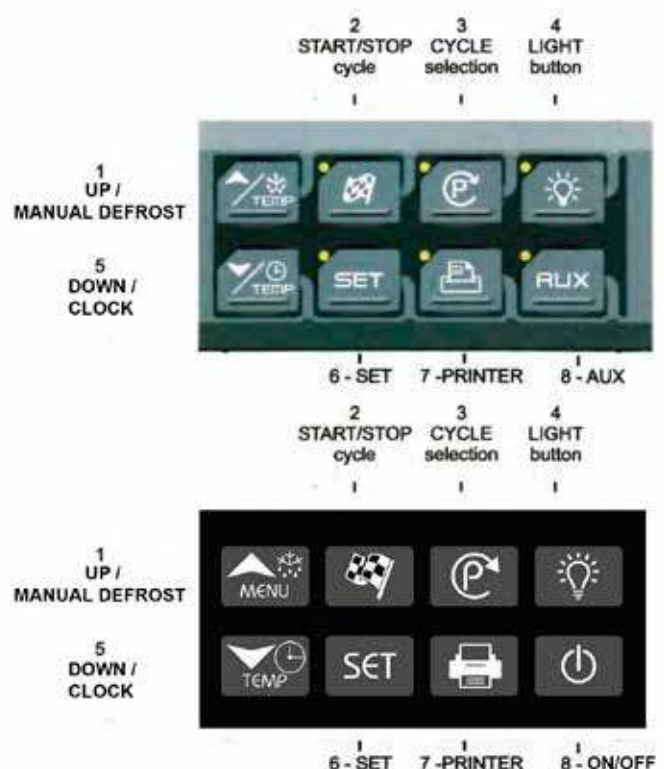 2 3 4
START/STOP CYCLE LIGHT
cycle selection button
1
UP /
MANUAL DEFROST
TEMP
P
5
DOWN /
CLOCK
TEMP
SET
AUX
6 - SET 7 -PRINTER 8 - AUX
2 3 4
START/STOP CYCLE LIGHT
cycle selection button
1
UP /
MANUAL DEFROST
MENU
P
5
DOWN /
CLOCK
TEMP
SET
6 - SET 7 -PRINTER 8 - ON/OFF